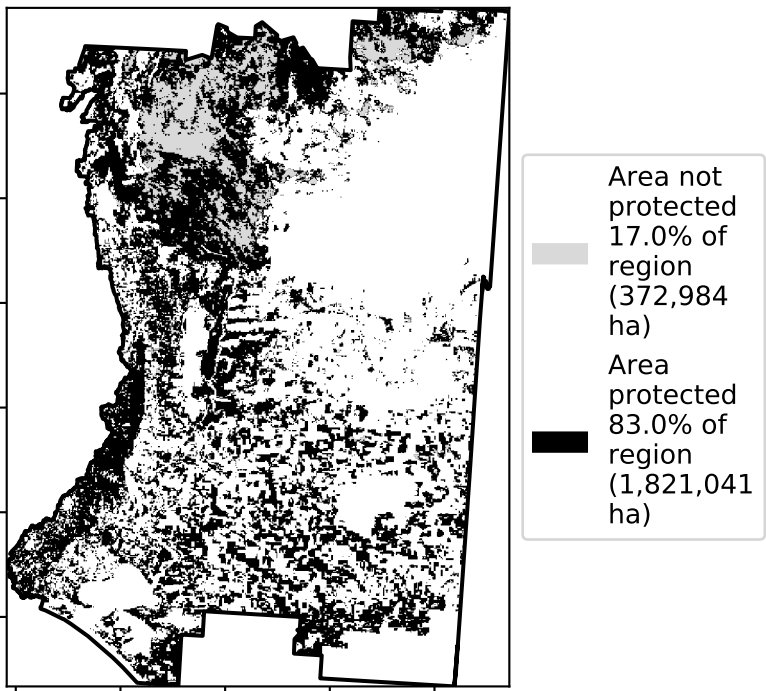 Area not
protected
17.0% of
region
(372,984
ha)
Area
protected
83.0% of
region
(1,821,041
ha)